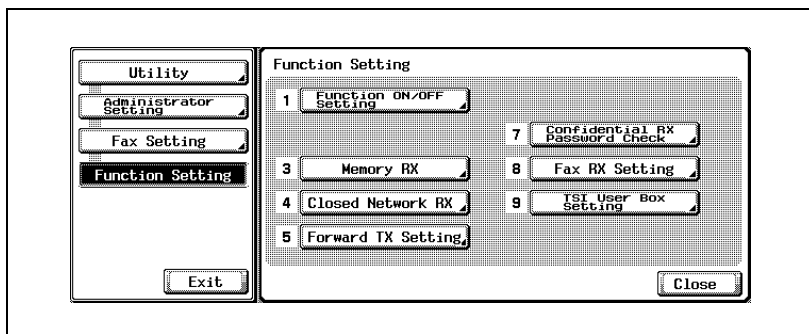 Utility
Administrator
Setting
Fax Setting
Function Setting
Exit
Function Setting
1 Function ON/OFF
Setting
7 Confidential RX
Password Check
3 Memory RX
8 Fax RX Setting
4 Closed Network RX
9 TSI User Box
Setting
5 Forward TX Setting
Close